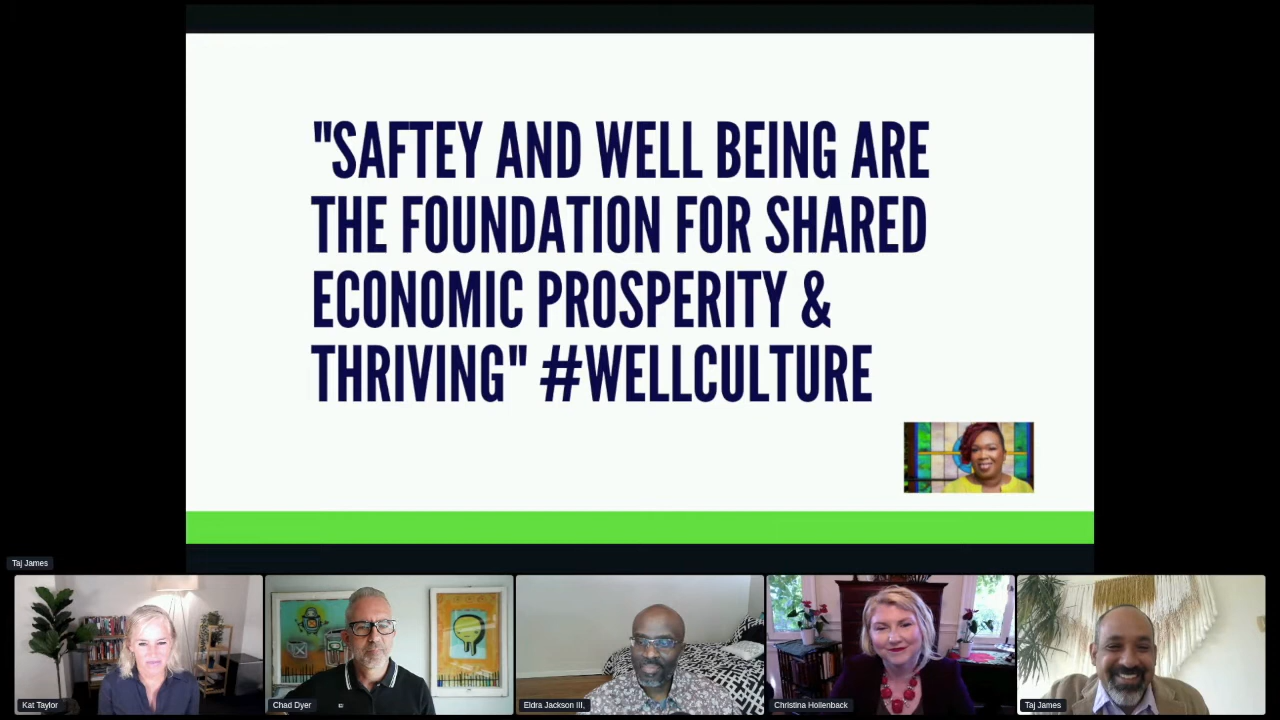 "SAFTEY AND WELL BEING ARE
THE FOUNDATION FOR SHARED
ECONOMIC PROSPERITY &
THRIVING" #WELLCULTURE
Taj James
Kat Taylor
Chad Dyer
Eldra Jackson III,
Christina Hollenback
Taj James